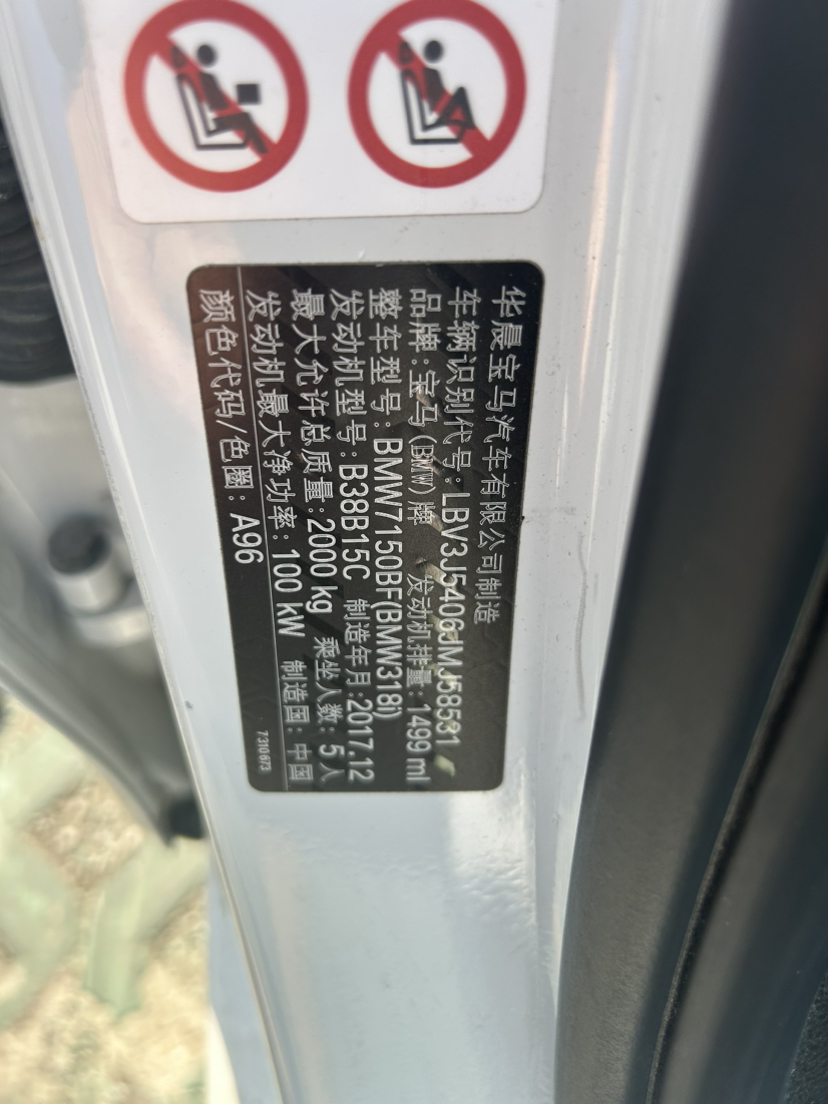 华晨宝马汽车有限公司制造
车辆识别代号:LBV3J5406JMJ58531
品牌:宝马(BMW)牌 发动机排量:1499 ml
整车型号:BMW7150BF(BMW318i)
发动机型号:B38B15C 制造年月:2017.12
最大允许总质量:2000 kg 乘坐人数:5人
发动机最大净功率:100 kW 制造国:中国
颜色代码/色圈:A96
7310673